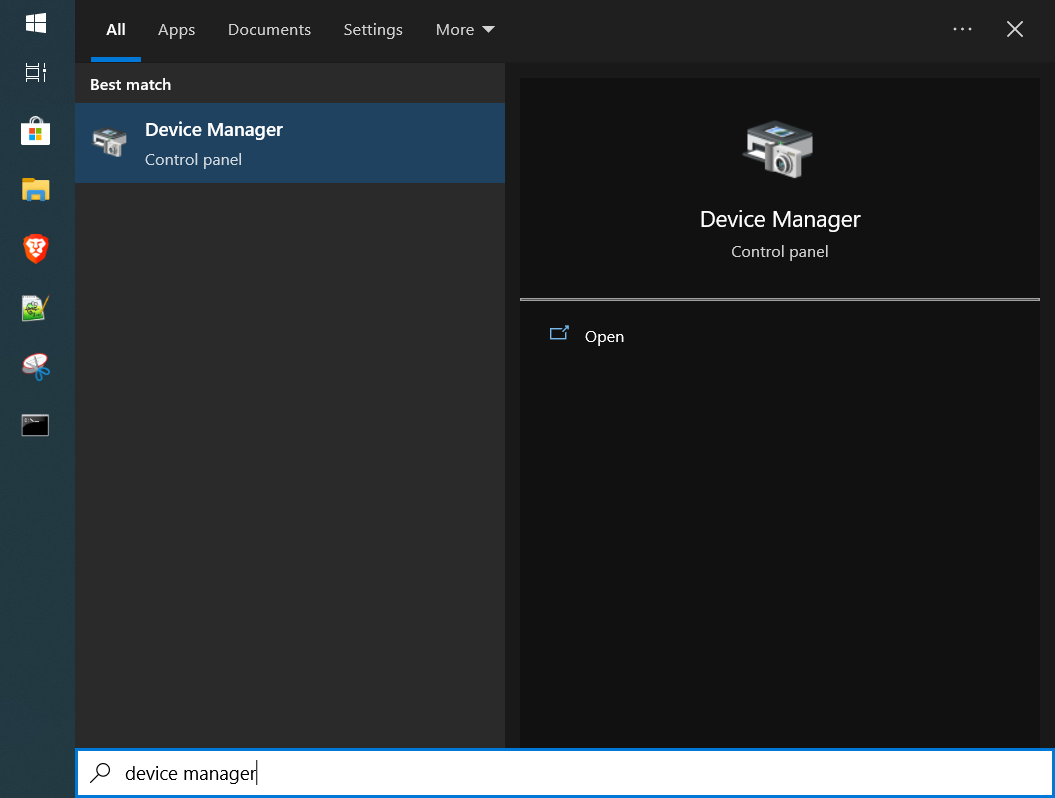 All Apps Documents Settings More
Best match
Device Manager
Control panel
Device Manager
Control panel
Open
device manager